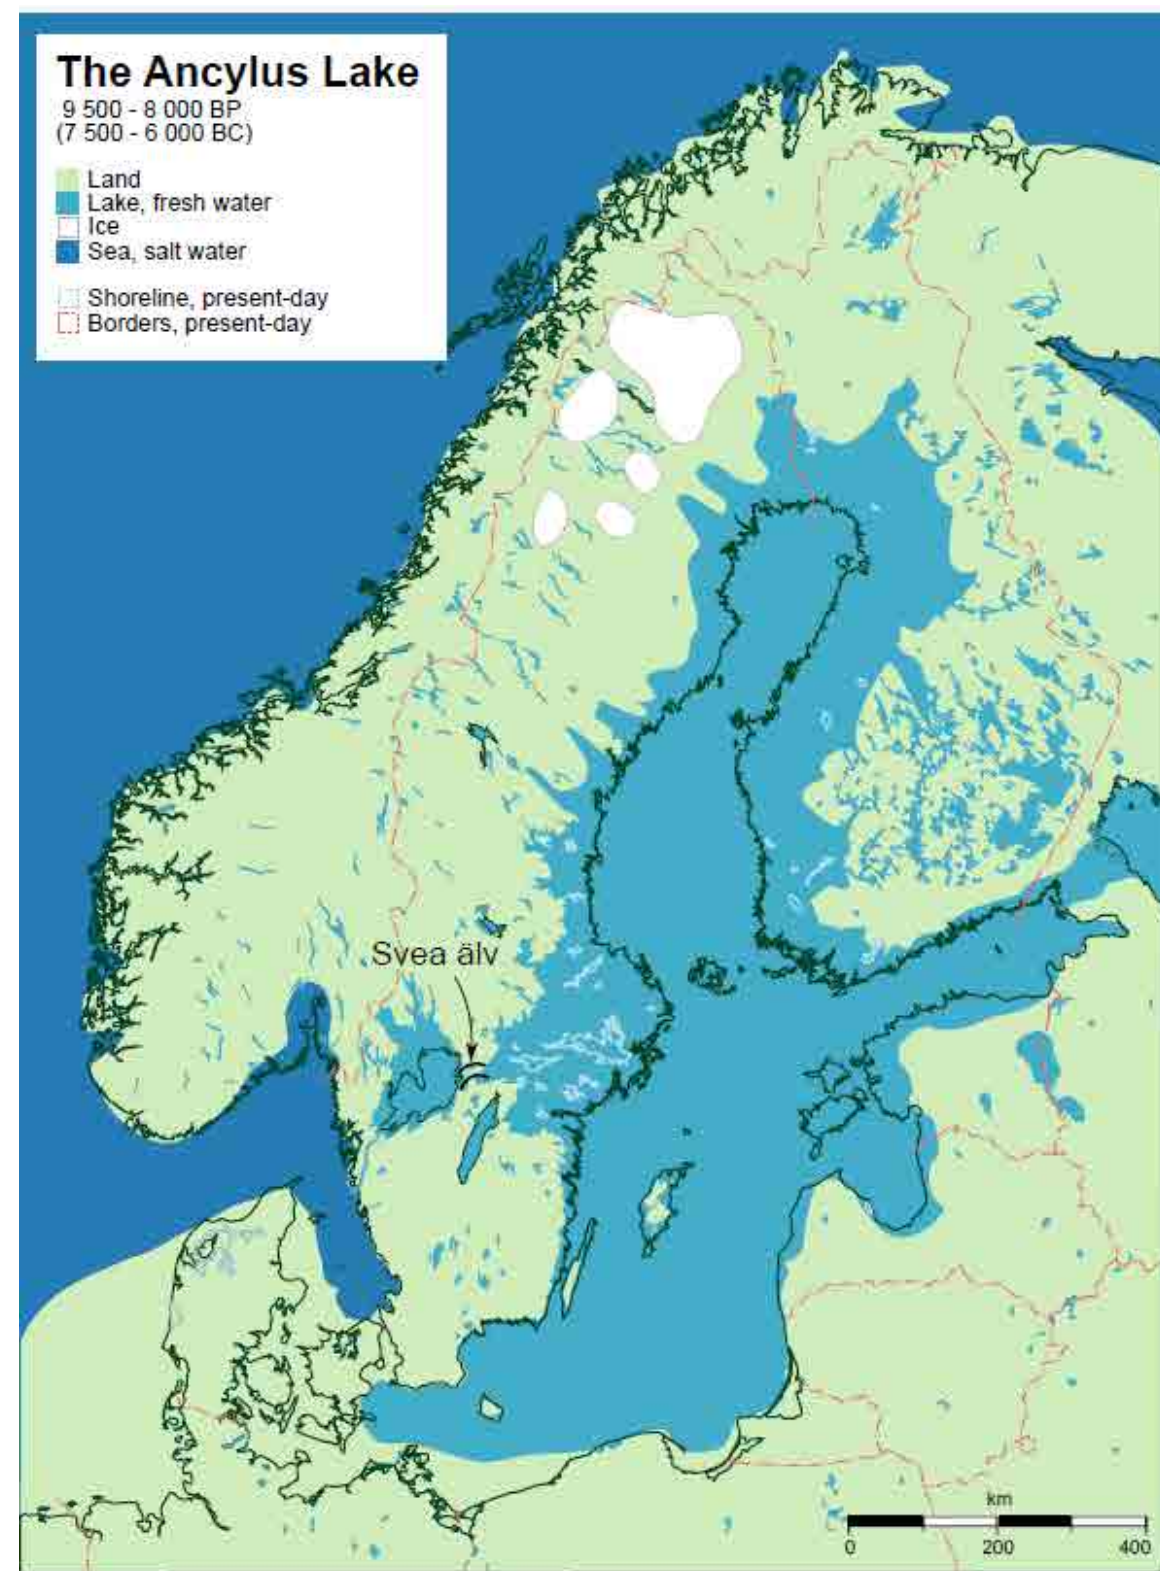 The Ancylus Lake
9 500 - 8 000 BP
(7 500 - 6 000 BC)
Land
Lake, fresh water
Ice
Sea, salt water
Shoreline, present-day
Borders, present-day
Svea älv
km
0 200 400